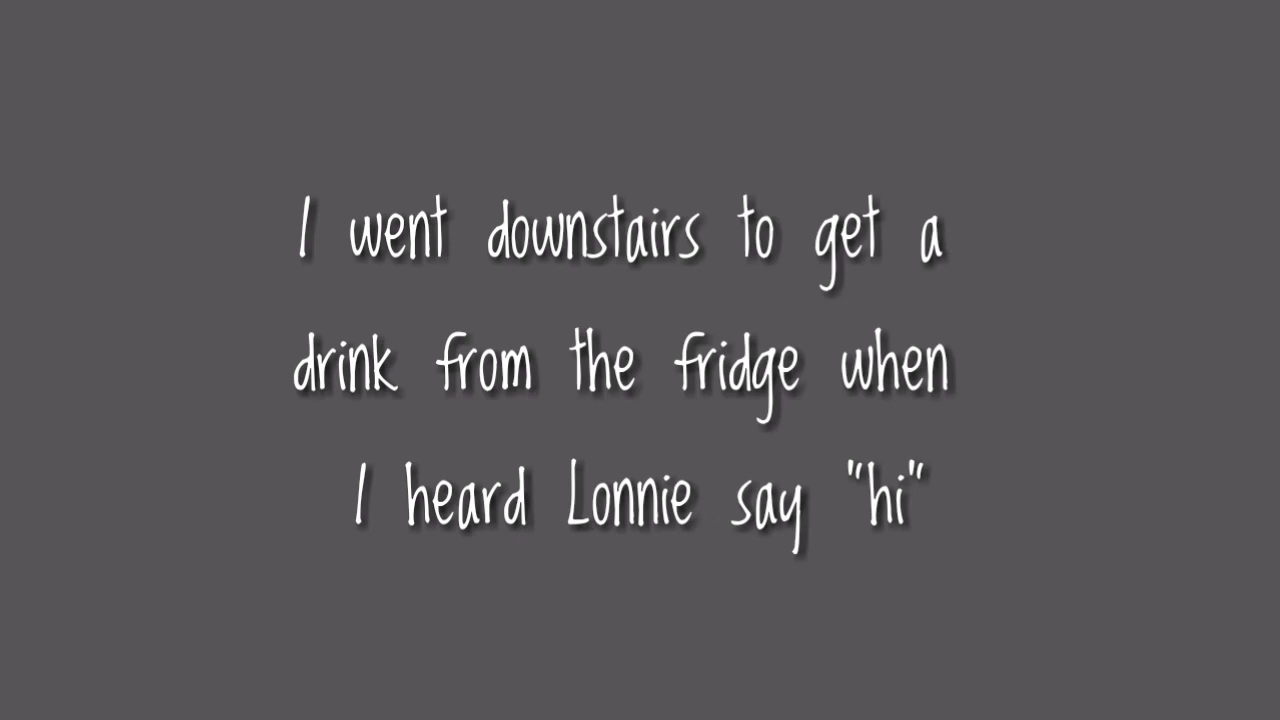 I went downstairs to get a
drink from the fridge when
I heard Lonnie say "hi"